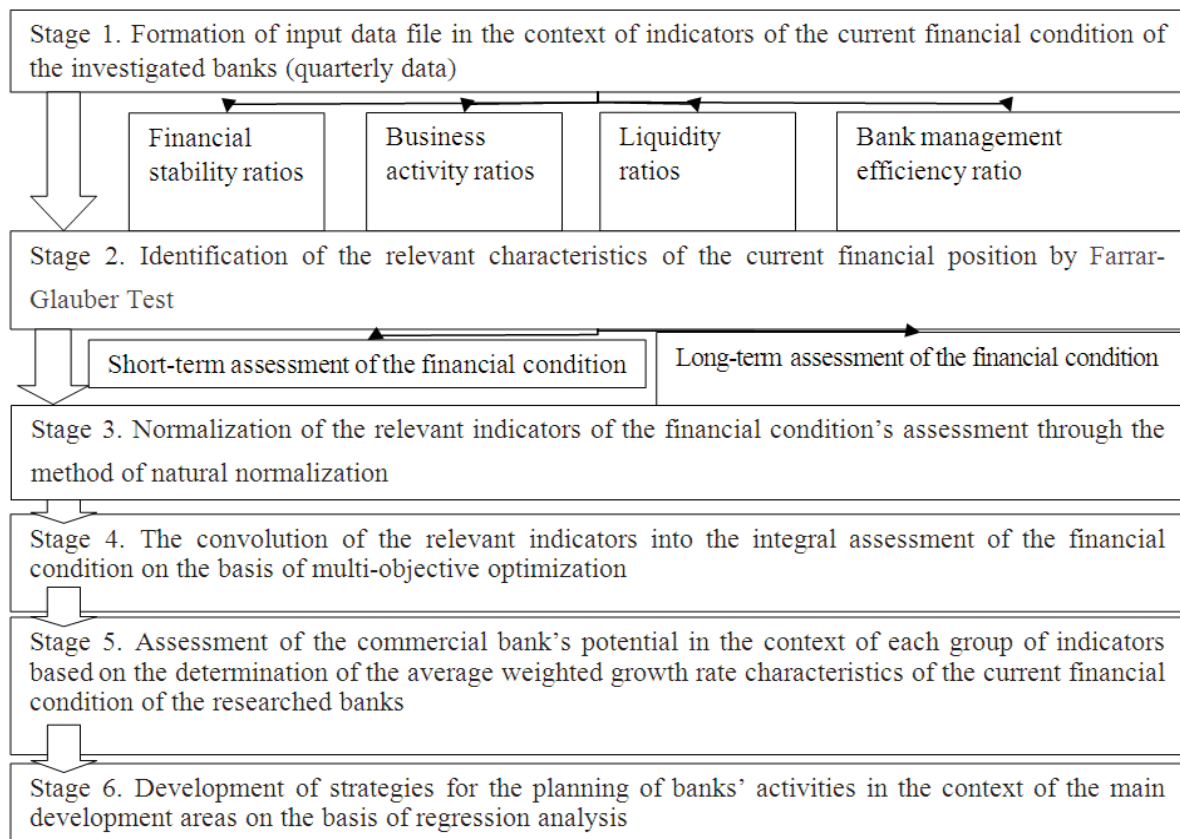 Stage 1. Formation of input data file in the context of indicators of the current financial condition of
the investigated banks (quarterly data)
Financial
stability ratios
Business
activity ratios
Liquidity
ratios
Bank management
efficiency ratio
Stage 2. Identification of the relevant characteristics of the current financial position by Farrar-
Glauber Test
Short-term assessment of the financial condition
Long-term assessment of the financial condition
Stage 3. Normalization of the relevant indicators of the financial condition’s assessment through the
method of natural normalization
Stage 4. The convolution of the relevant indicators into the integral assessment of the financial
condition on the basis of multi-objective optimization
Stage 5. Assessment of the commercial bank’s potential in the context of each group of indicators
based on the determination of the average weighted growth rate characteristics of the current financial
condition of the researched banks
Stage 6. Development of strategies for the planning of banks’ activities in the context of the main
development areas on the basis of regression analysis